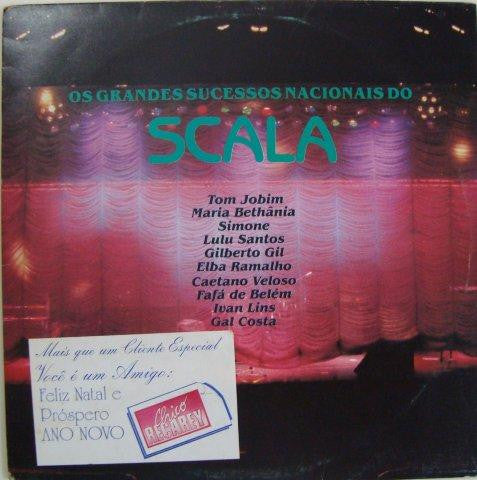 OS GRANDES SUCESSOS NACIONAIS DO
SCALA
Tom Jobim
Maria Bethânia
Simone
Lulu Santos
Gilberto Gil
Elba Ramalho
Caetano Veloso
Fafá de Belém
Ivan Lins
Gal Costa
Mais que um Cliente Especial
Você é um Amigo:
Feliz Natal e
Próspero
ANO NOVO
Chico
REGAREY